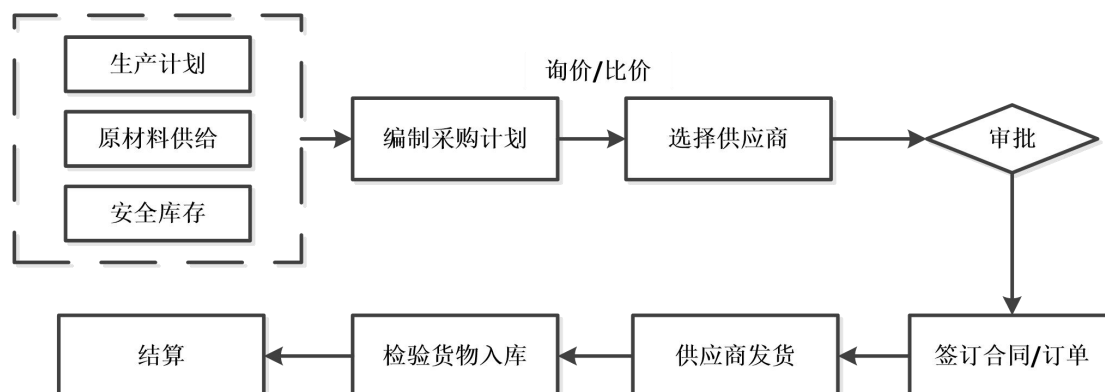 生产计划
原材料供给
安全库存
编制采购计划
询价/比价
选择供应商
审批
结算
检验货物入库
供应商发货
签订合同/订单